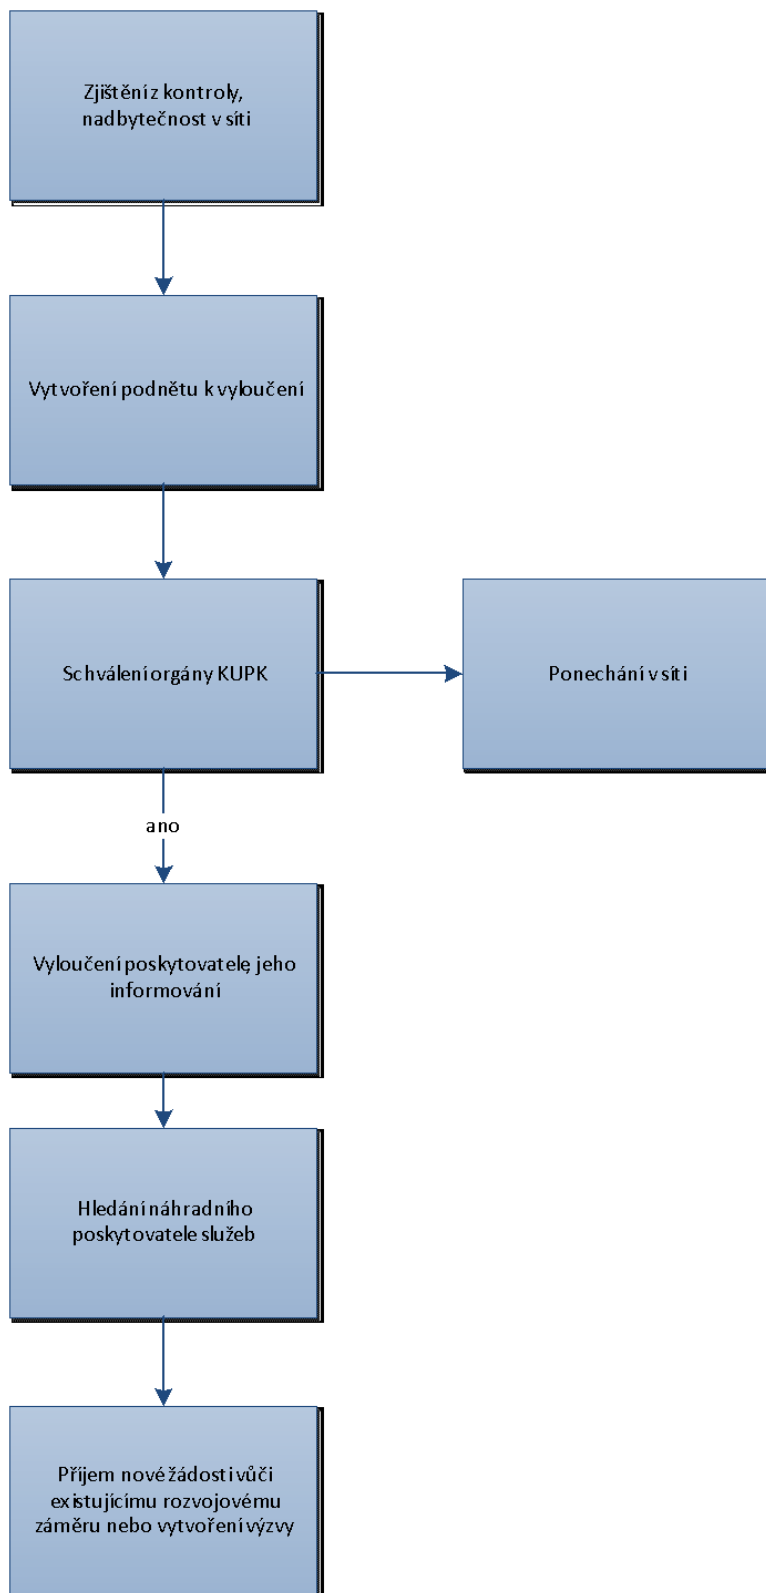 Zjištění z kontroly,
nadbytečnost v síti
Vytvoření podnětu k vyloučení
Schválení orgány KUPK
Ponechání v síti
ano
Vyloučení poskytovatele, jeho
informování
Hledání náhradního
poskytovatele služeb
Příjem nové žádosti vůči
existujícímu rozvojovému
záměru nebo vytvoření výzvy